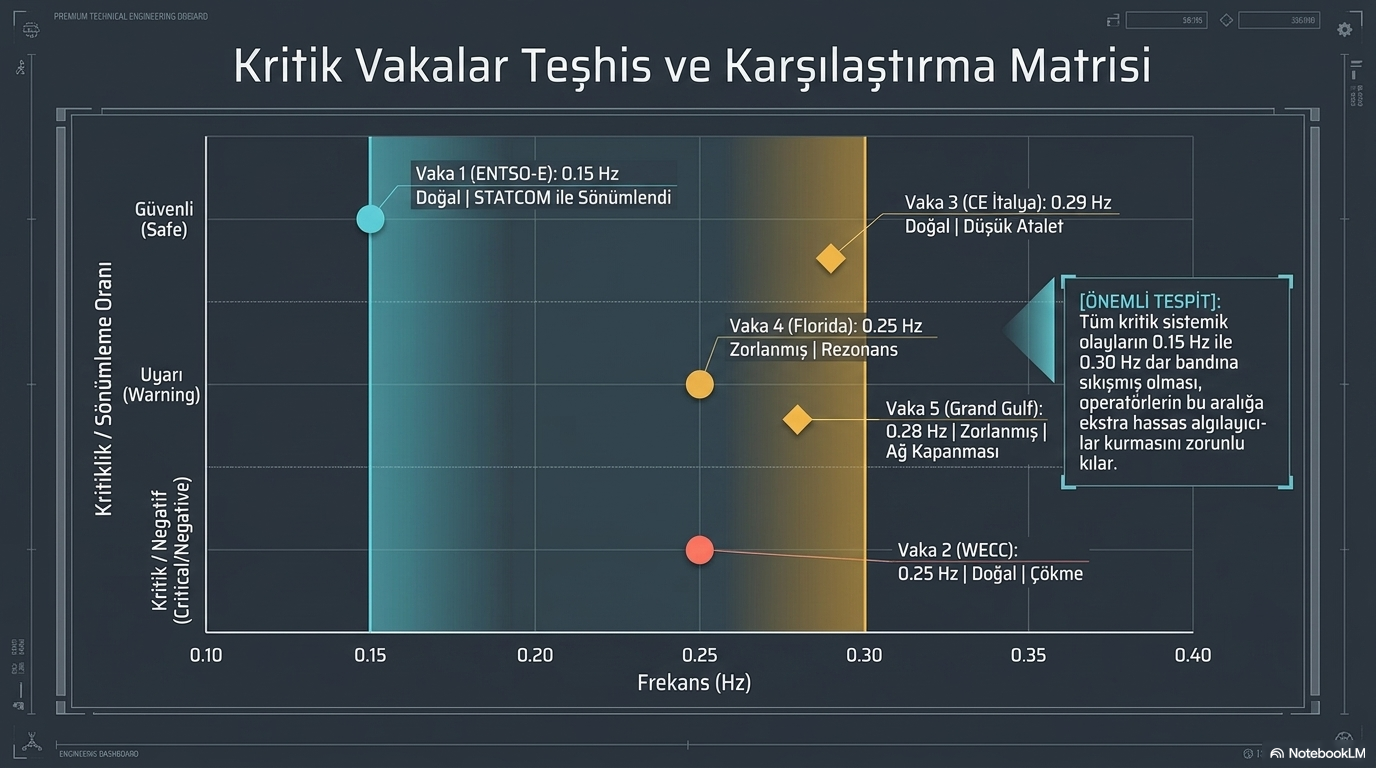 PREMIUM TECHNICAL ENGINEERING
Kritik Vakalar Teşhis ve Karşılaştırma Matrisi
Vaka 1 (ENTSO-E): 0.15 Hz
Doğal | STATCOM ile Sönümlendi
Vaka 3 (CE İtalya): 0.29 Hz
Doğal | Düşük Atalet
Vaka 4 (Florida): 0.25 Hz
Zorlanmış | Rezonans
Vaka 5 (Grand Gulf):
0.28 Hz | Zorlanmış |
Ağ Kapanması
Vaka 2 (WECC):
0.25 Hz | Doğal | Çökme
[ÖNEMLİ TESPİT]:
Tüm kritik sistemik
olayların 0.15 Hz ile
0.30 Hz dar bandına
sıkışmış olması,
operatörlerin bu aralığa
ekstra hassas algılayıcı-
lar kurmasını zorunlu
kılar.
Kritiklik / Sönümleme Oranı
Güvenli
(Safe)
Uyarı
(Warning)
Kritik / Negatif
(Critical/Negative)
0.10 0.15 0.20 0.25 0.30 0.35 0.40
Frekans (Hz)
DASHBOARD
NotebookLM